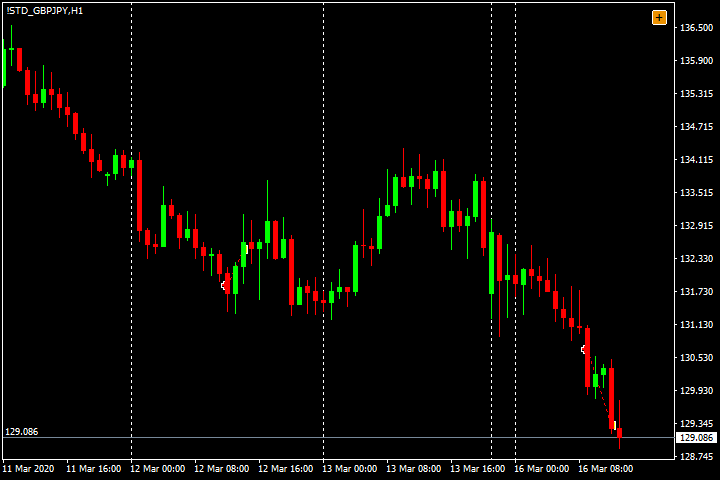 !STD_GBPJPY,H1
136.500
135.900
135.315
134.715
134.115
133.515
132.915
132.330
131.730
131.130
130.530
129.930
129.345
129.086
129.086
128.745
11 Mar 2020
11 Mar 16:00
12 Mar 00:00
12 Mar 08:00
12 Mar 16:00
13 Mar 00:00
13 Mar 08:00
13 Mar 16:00
16 Mar 00:00
16 Mar 08:00